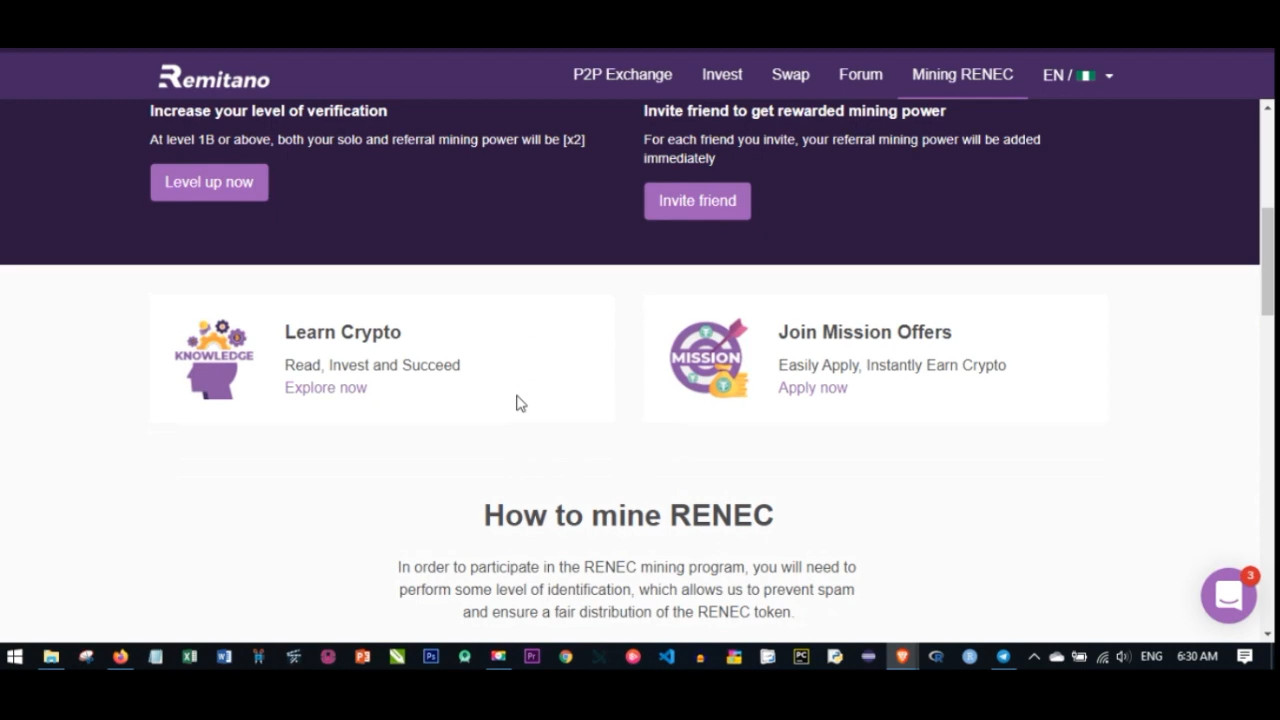 Remitano
P2P Exchange Invest Swap Forum Mining RENEC EN /
Increase your level of verification
At level 1B or above, both your solo and referral mining power will be [x2]
Level up now
Invite friend to get rewarded mining power
For each friend you invite, your referral mining power will be added
immediately
Invite friend
KNOWLEDGE
Learn Crypto
Read, Invest and Succeed
Explore now
MISSION
Join Mission Offers
Easily Apply, Instantly Earn Crypto
Apply now
How to mine RENEC
In order to participate in the RENEC mining program, you will need to
perform some level of identification, which allows us to prevent spam
and ensure a fair distribution of the RENEC token.
3
ENG 6:30 AM